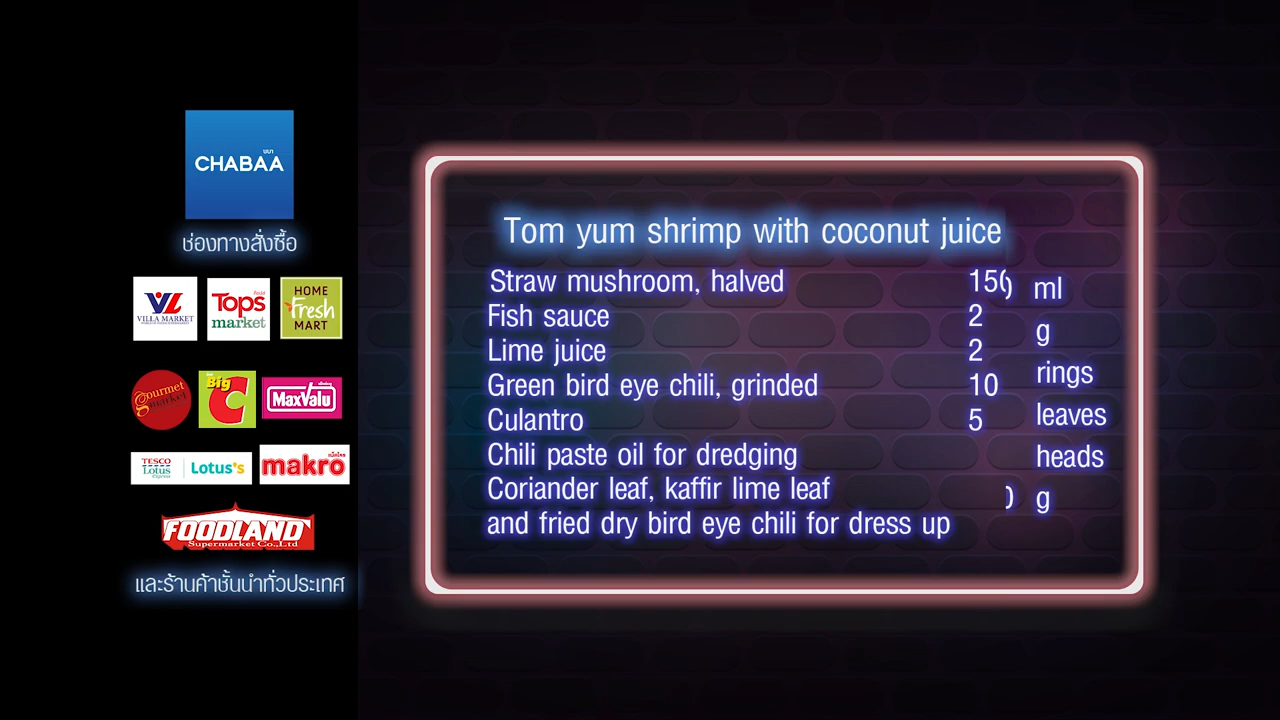 บบา
CHABAA
ช่องทางสั่งซื้อ
VILLA MARKET
Tops
market
HOME
Fresh
MART
Gourmet
market
Big
C
MaxValu
TESCO
Lotus
express
Lotus's
makro
FOODLAND
Supermarket Co.,Ltd
และร้านค้าชั้นนำทั่วประเทศ
Tom yum shrimp with coconut juice
Straw mushroom, halved 150 ml
Fish sauce 2 g
Lime juice 2 rings
Green bird eye chili, grinded 10 leaves
Culantro 5 heads
Chili paste oil for dredging
Coriander leaf, kaffir lime leaf g
and fried dry bird eye chili for dress up